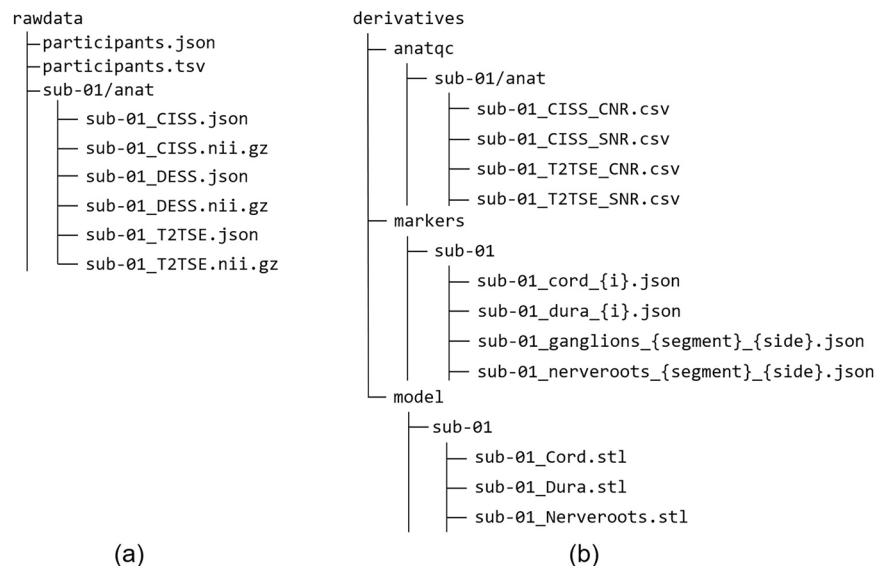 rawdata
participants.json
participants.tsv
sub-01/anat
sub-01_CISS.json
sub-01_CISS.nii.gz
sub-01_DESS.json
sub-01_DESS.nii.gz
sub-01_T2TSE.json
sub-01_T2TSE.nii.gz
(a)
derivatives
anatqc
sub-01/anat
sub-01_CISS_CNR.csv
sub-01_CISS_SNR.csv
sub-01_T2TSE_CNR.csv
sub-01_T2TSE_SNR.csv
markers
sub-01
sub-01_cord_{i}.json
sub-01_dura_{i}.json
sub-01_ganglions_{segment}_{side}.json
sub-01_nerveroots_{segment}_{side}.json
model
sub-01
sub-01_Cord.stl
sub-01_Dura.stl
sub-01_Nerveroots.stl
(b)